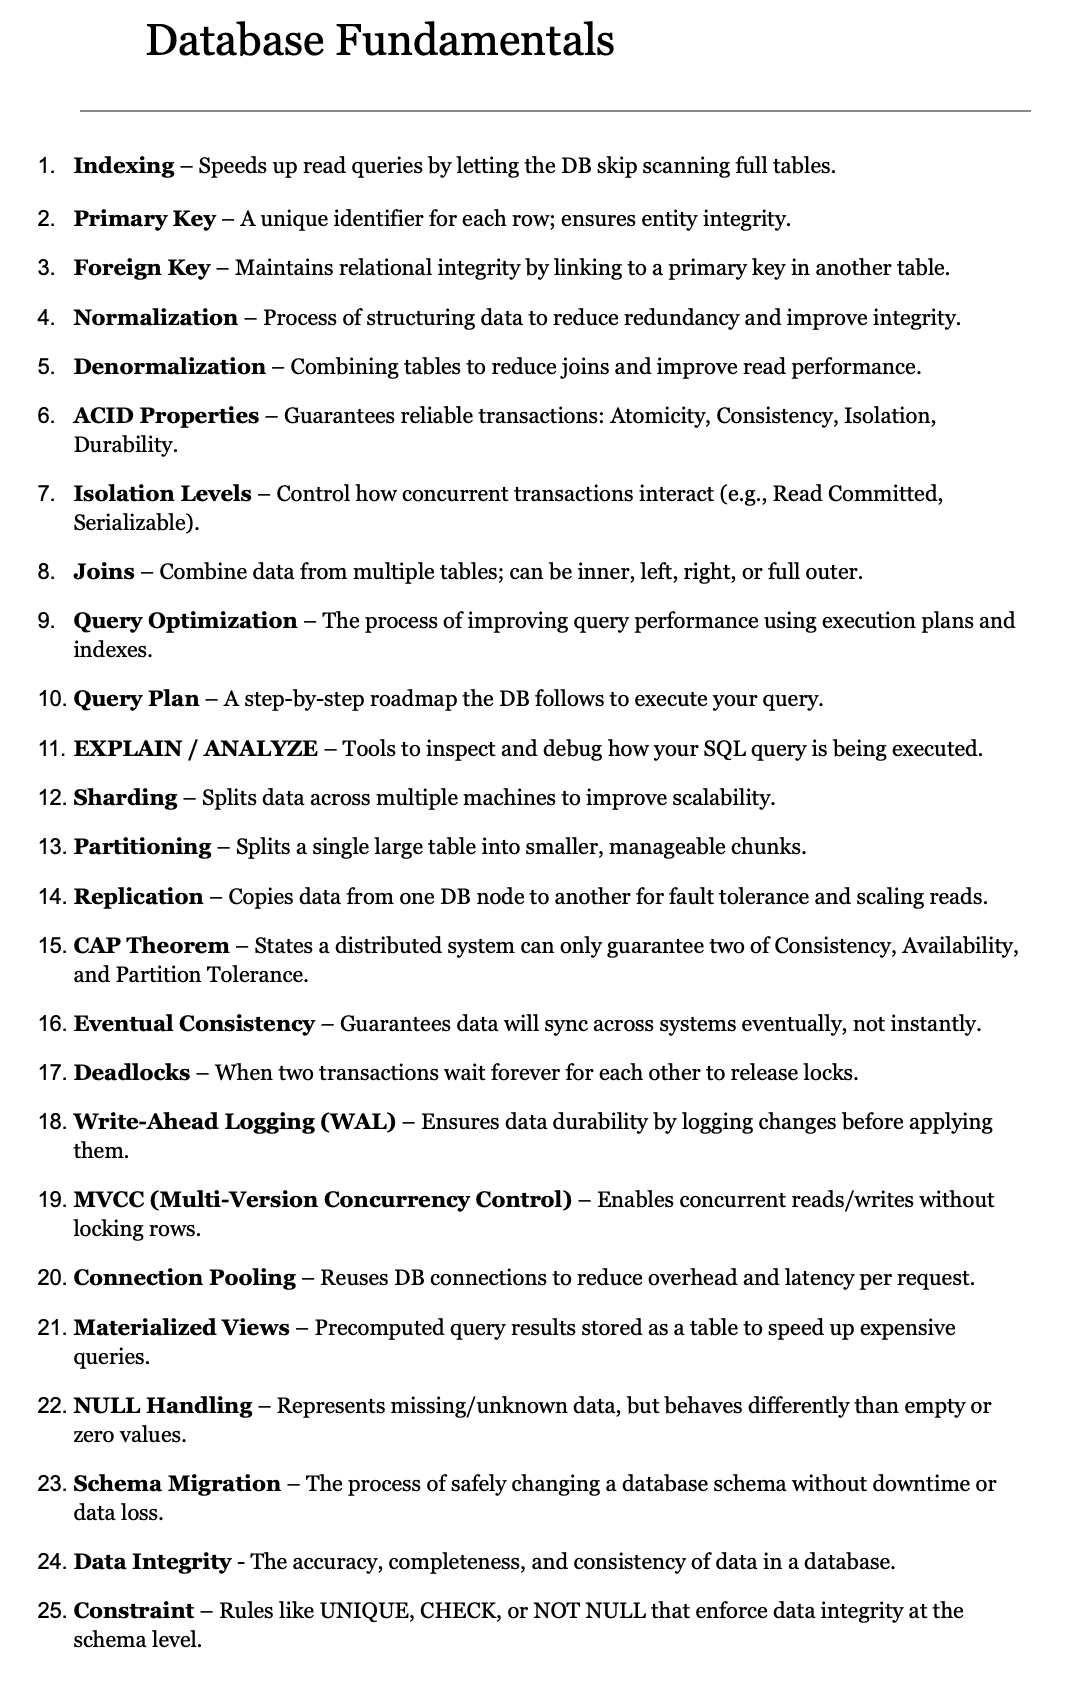 Database Fundamentals
1. Indexing – Speeds up read queries by letting the DB skip scanning full tables.
2. Primary Key – A unique identifier for each row; ensures entity integrity.
3. Foreign Key – Maintains relational integrity by linking to a primary key in another table.
4. Normalization – Process of structuring data to reduce redundancy and improve integrity.
5. Denormalization – Combining tables to reduce joins and improve read performance.
6. ACID Properties – Guarantees reliable transactions: Atomicity, Consistency, Isolation,
Durability.
7. Isolation Levels – Control how concurrent transactions interact (e.g., Read Committed,
Serializable).
8. Joins – Combine data from multiple tables; can be inner, left, right, or full outer.
9. Query Optimization – The process of improving query performance using execution plans and
indexes.
10. Query Plan – A step-by-step roadmap the DB follows to execute your query.
11. EXPLAIN / ANALYZE – Tools to inspect and debug how your SQL query is being executed.
12. Sharding – Splits data across multiple machines to improve scalability.
13. Partitioning – Splits a single large table into smaller, manageable chunks.
14. Replication – Copies data from one DB node to another for fault tolerance and scaling reads.
15. CAP Theorem – States a distributed system can only guarantee two of Consistency, Availability,
and Partition Tolerance.
16. Eventual Consistency – Guarantees data will sync across systems eventually, not instantly.
17. Deadlocks – When two transactions wait forever for each other to release locks.
18. Write-Ahead Logging (WAL) – Ensures data durability by logging changes before applying
them.
19. MVCC (Multi-Version Concurrency Control) – Enables concurrent reads/writes without
locking rows.
20. Connection Pooling – Reuses DB connections to reduce overhead and latency per request.
21. Materialized Views – Precomputed query results stored as a table to speed up expensive
queries.
22. NULL Handling – Represents missing/unknown data, but behaves differently than empty or
zero values.
23. Schema Migration – The process of safely changing a database schema without downtime or
data loss.
24. Data Integrity - The accuracy, completeness, and consistency of data in a database.
25. Constraint – Rules like UNIQUE, CHECK, or NOT NULL that enforce data integrity at the
schema level.